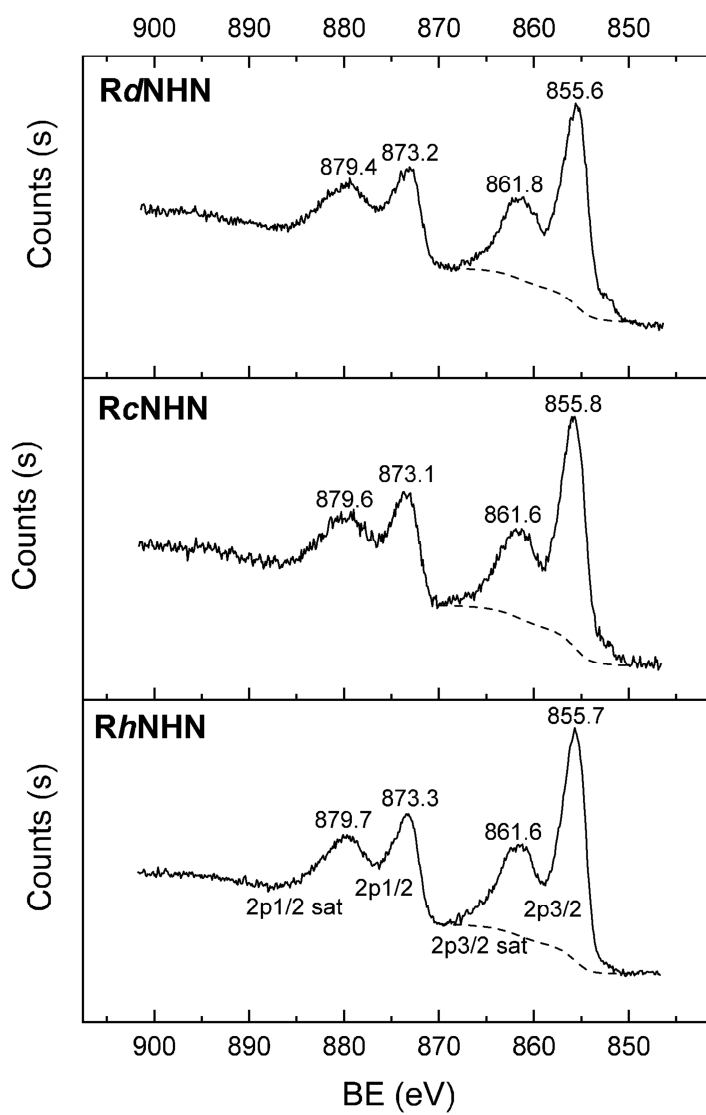 900 890 880 870 860 850
RdNHN
855.6
879.4 873.2 861.8
Counts (s)
RcNHN
855.8
879.6 873.1 861.6
Counts (s)
RhNHN
855.7
879.7 873.3 861.6
2p1/2 sat 2p1/2 2p3/2 sat 2p3/2
Counts (s)
900 890 880 870 860 850
BE (eV)